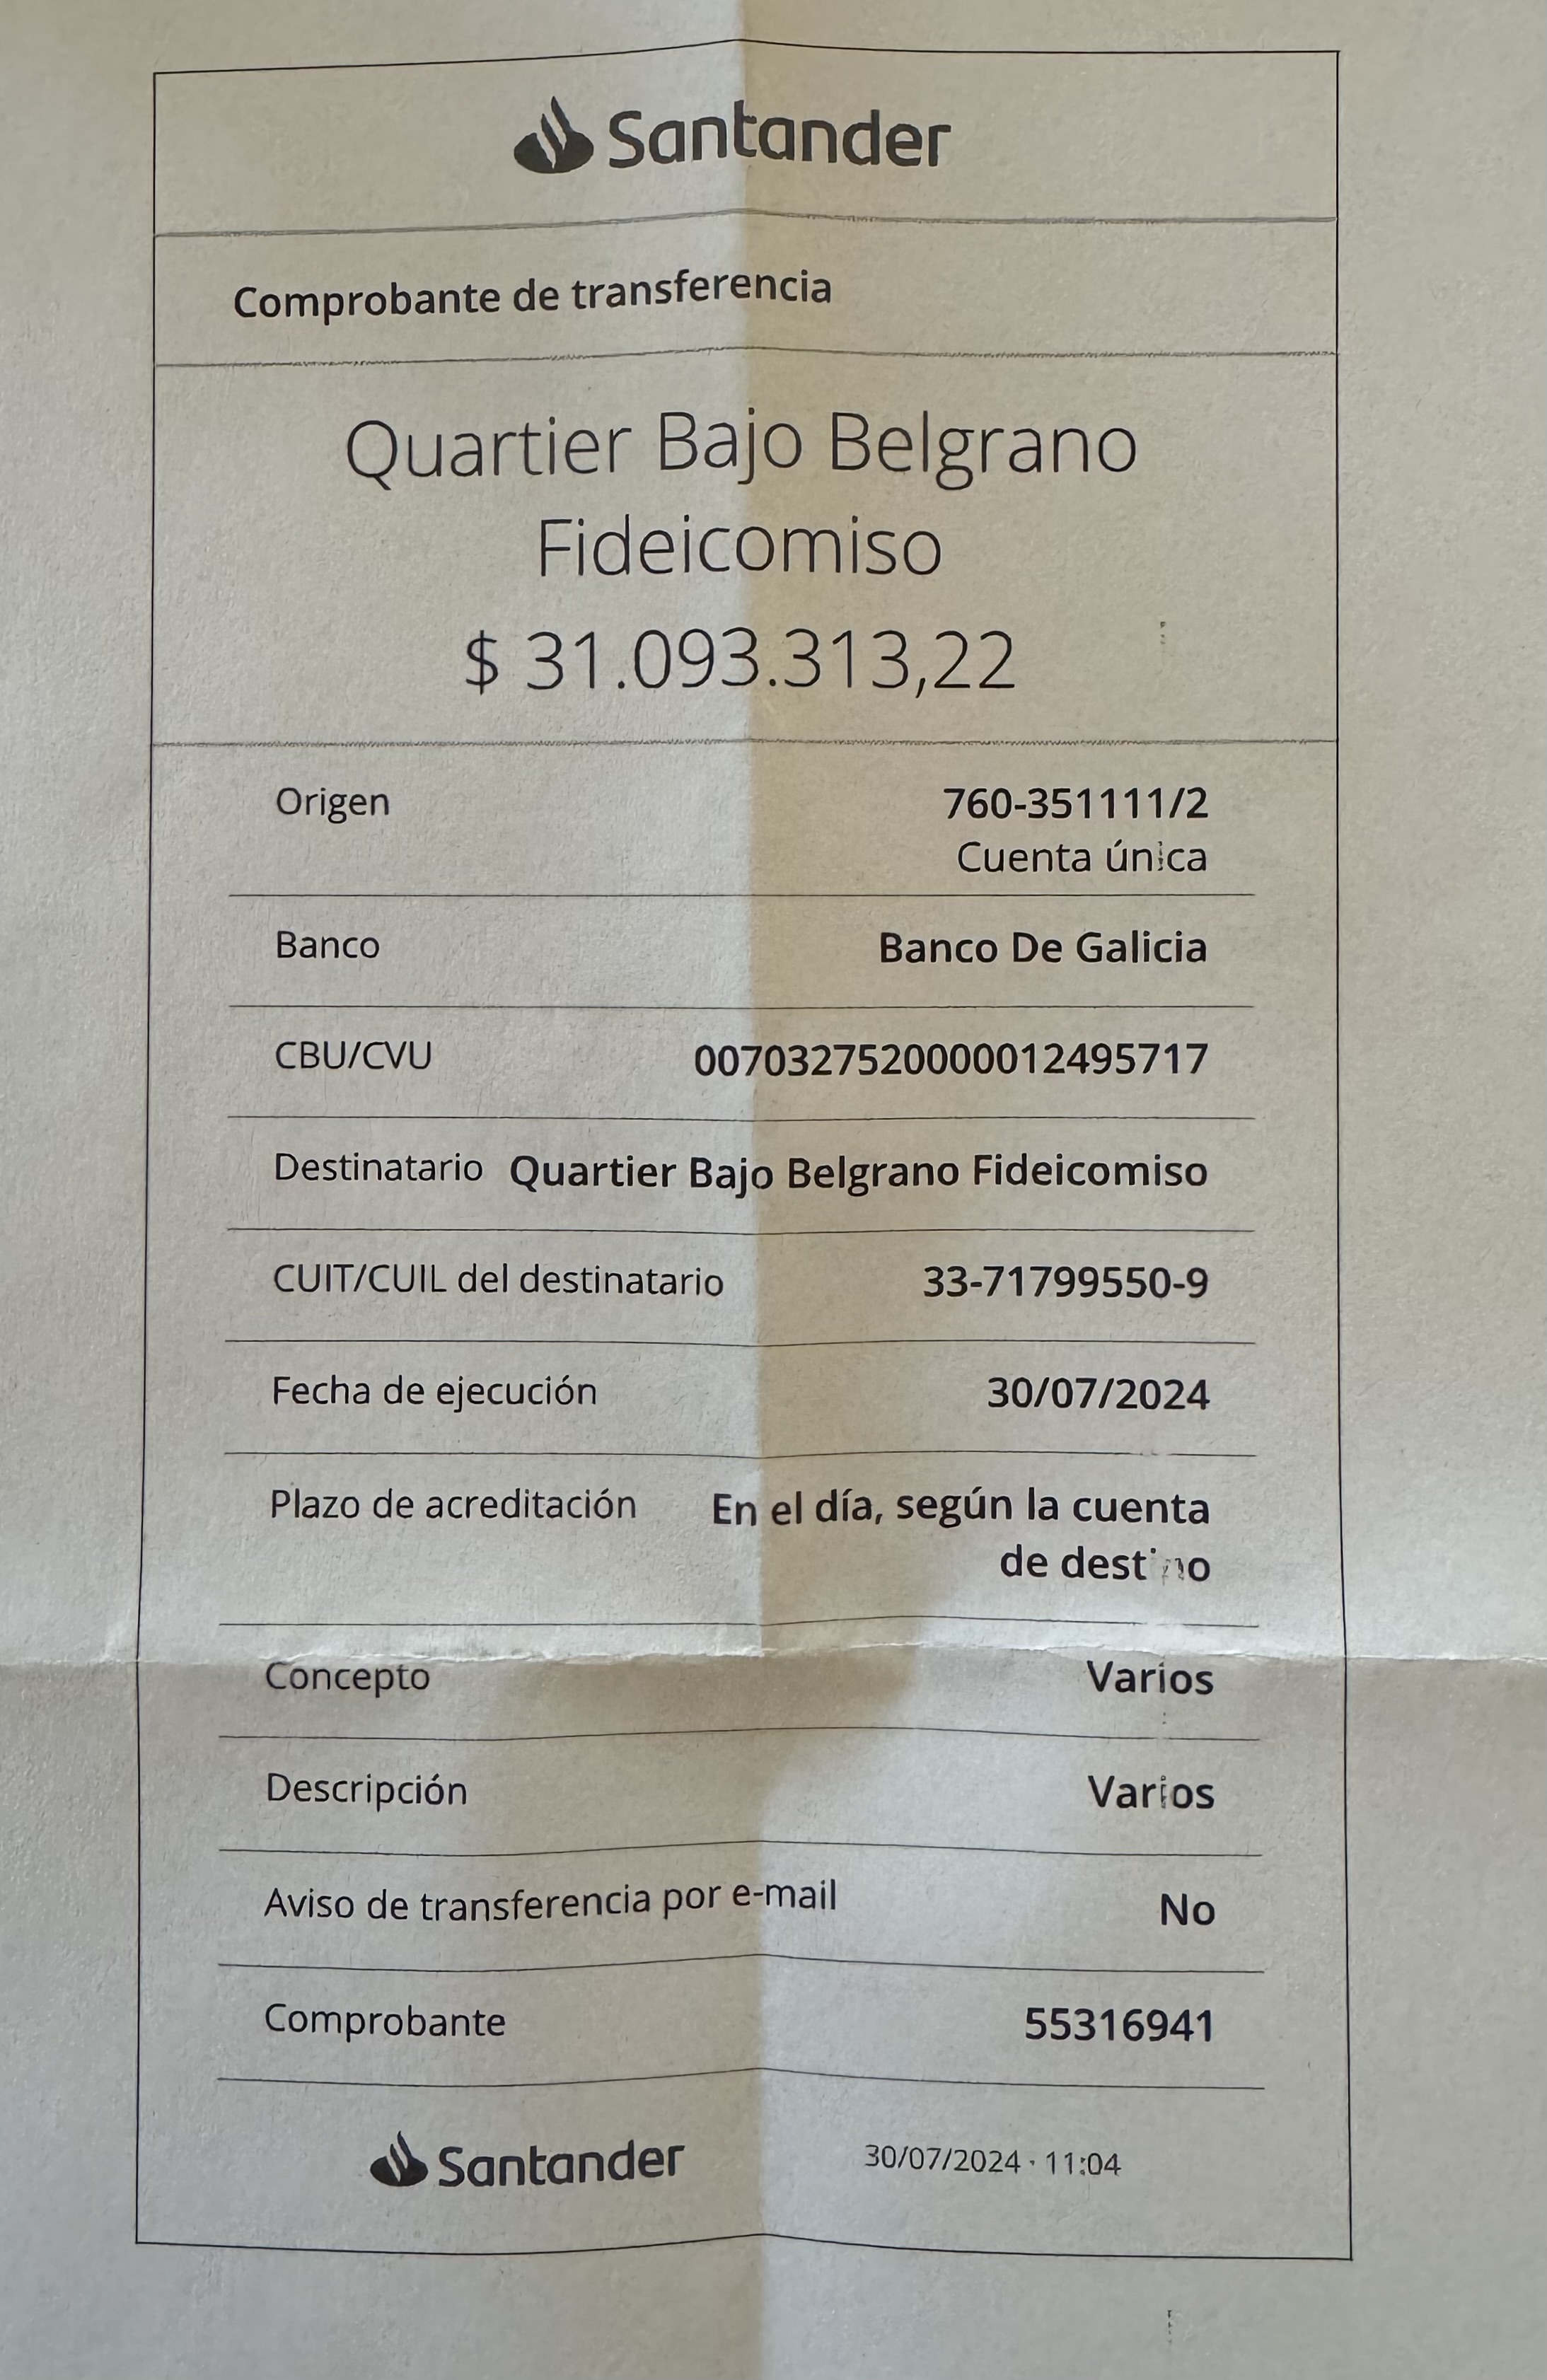 Santander
Comprobante de transferencia
Quartier Bajo Belgrano
Fideicomiso
$ 31.093.313,22
Origen 760-351111/2
Cuenta única
Banco Banco De Galicia
CBU/CVU 0070327520000012495717
Destinatario Quartier Bajo Belgrano Fideicomiso
CUIT/CUIL del destinatario 33-71799550-9
Fecha de ejecución 30/07/2024
Plazo de acreditación En el día, según la cuenta
de destino
Concepto Varios
Descripción Varios
Aviso de transferencia por e-mail No
Comprobante 55316941
Santander 30/07/2024 · 11:04